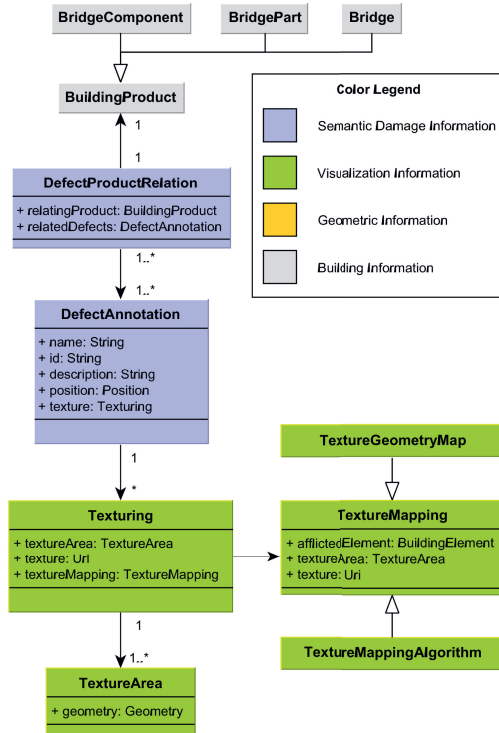 BridgeComponent
BridgePart
Bridge
BuildingProduct
1
1
DefectProductRelation
+ relatingProduct: BuildingProduct
+ relatedDefects: DefectAnnotation
1..*
1..*
DefectAnnotation
+ name: String
+ id: String
+ description: String
+ position: Position
+ texture: Texturing
1
*
Texturing
+ textureArea: TextureArea
+ texture: Url
+ textureMapping: TextureMapping
1
1..*
TextureArea
+ geometry: Geometry
Color Legend
Semantic Damage Information
Visualization Information
Geometric Information
Building Information
TextureGeometryMap
TextureMapping
+ afflictedElement: BuildingElement
+ textureArea: TextureArea
+ texture: Uri
TextureMappingAlgorithm